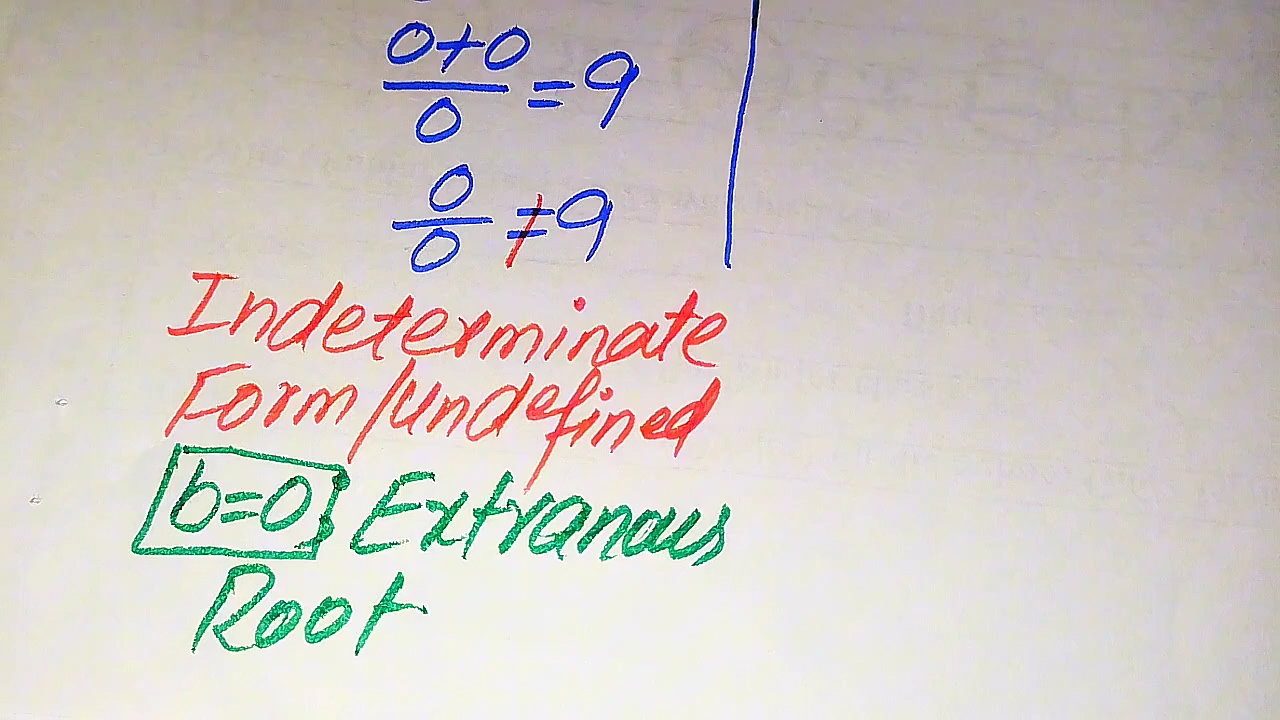 0+0/0 = 9
0/0 ≠ 9
Indeterminate
Form/undefined
b=0 Extranous
Root